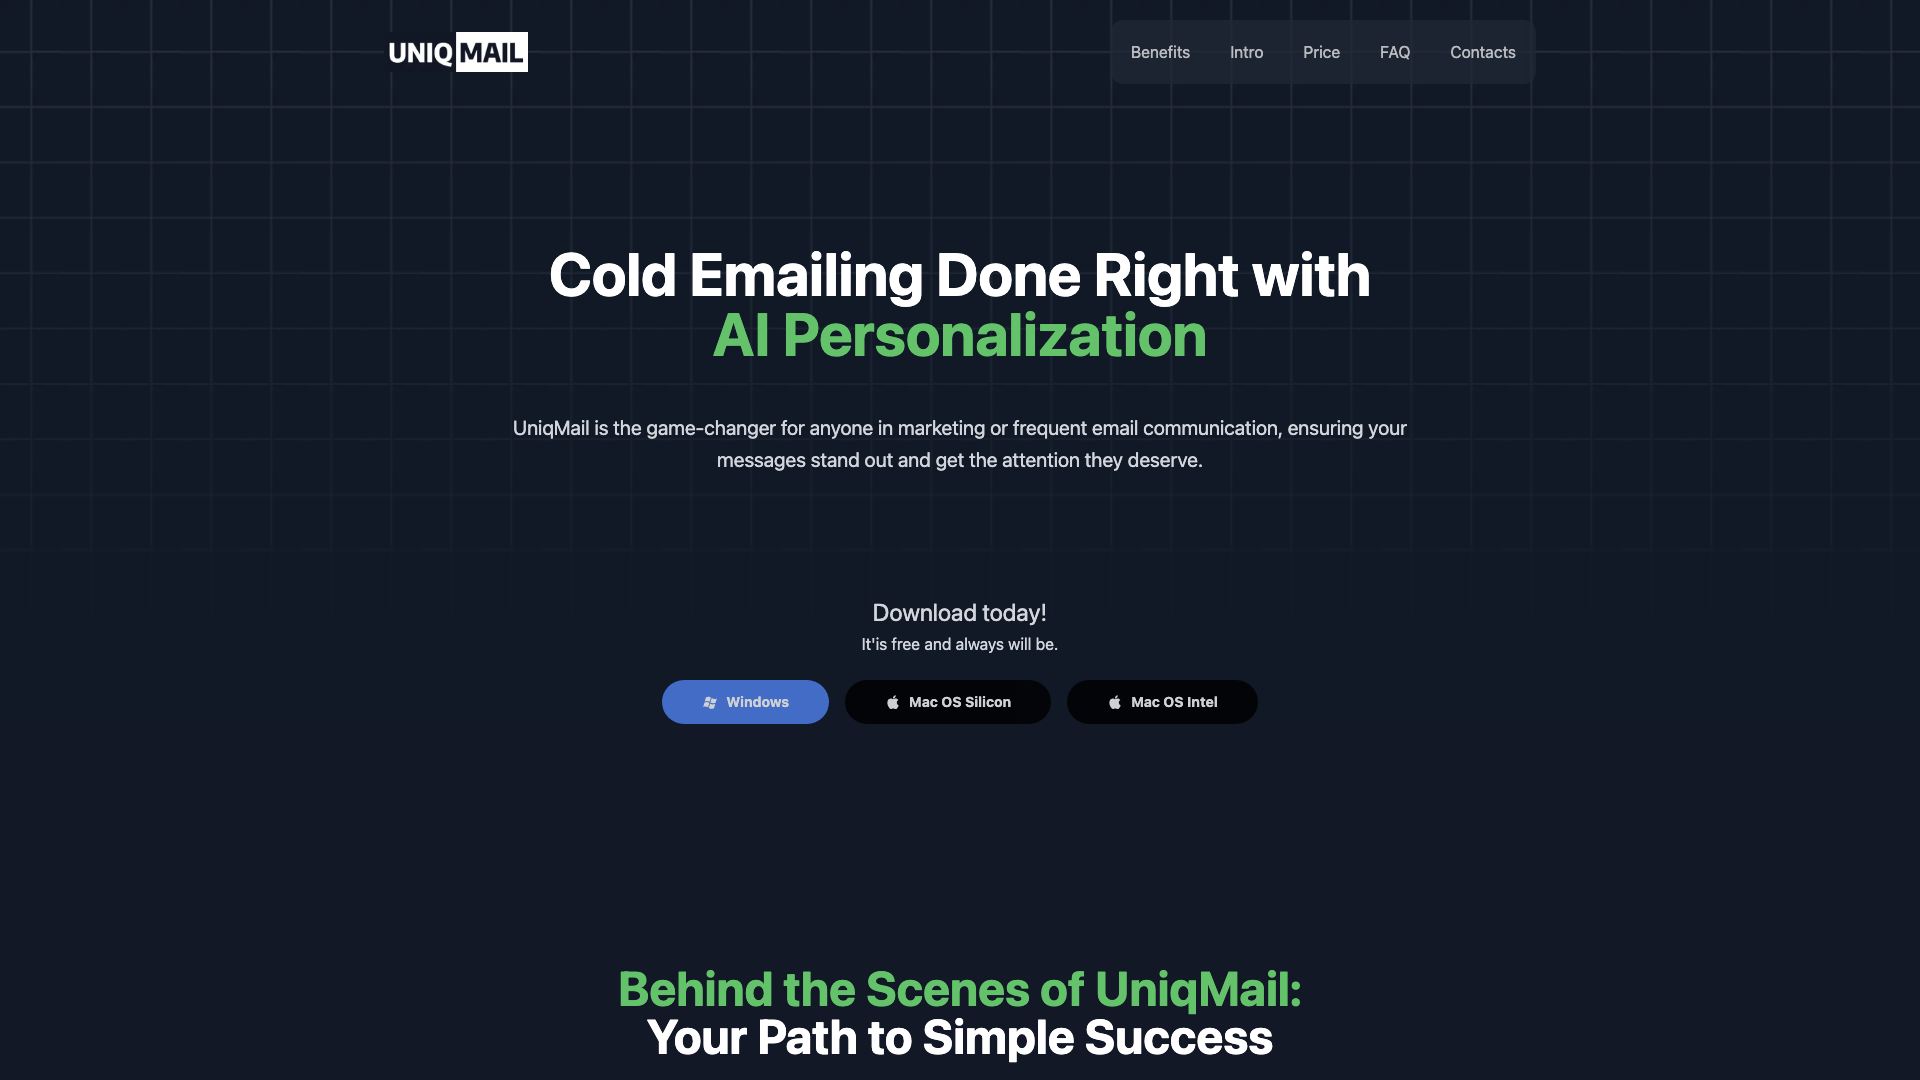 UNIQ MAIL
Benefits
Intro
Price
FAQ
Contacts
Cold Emailing Done Right with
AI Personalization
UniqMail is the game-changer for anyone in marketing or frequent email communication, ensuring your
messages stand out and get the attention they deserve.
Download today!
It'is free and always will be.
Windows
Mac OS Silicon
Mac OS Intel
Behind the Scenes of UniqMail:
Your Path to Simple Success